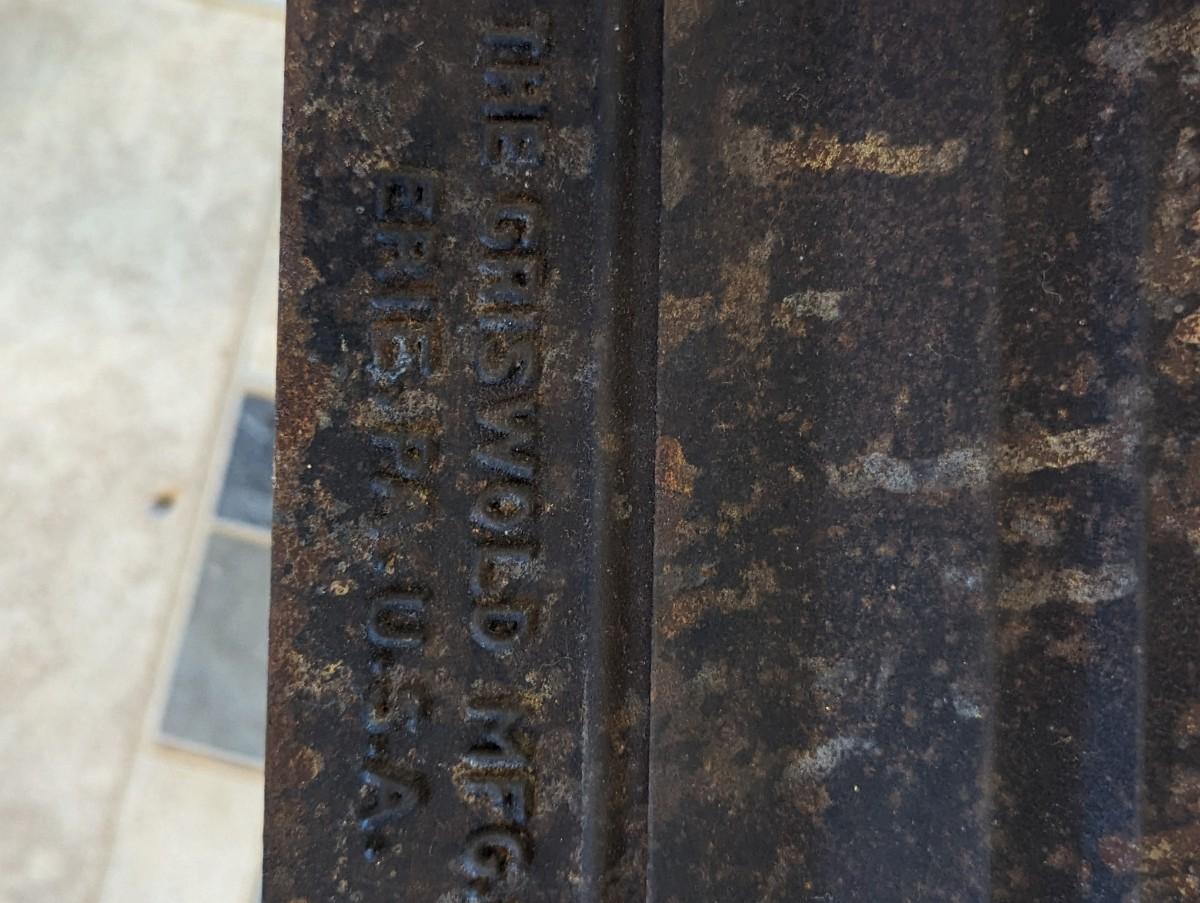 THE GRISWOLD MFG.
ERIE, PA., U.S.A.